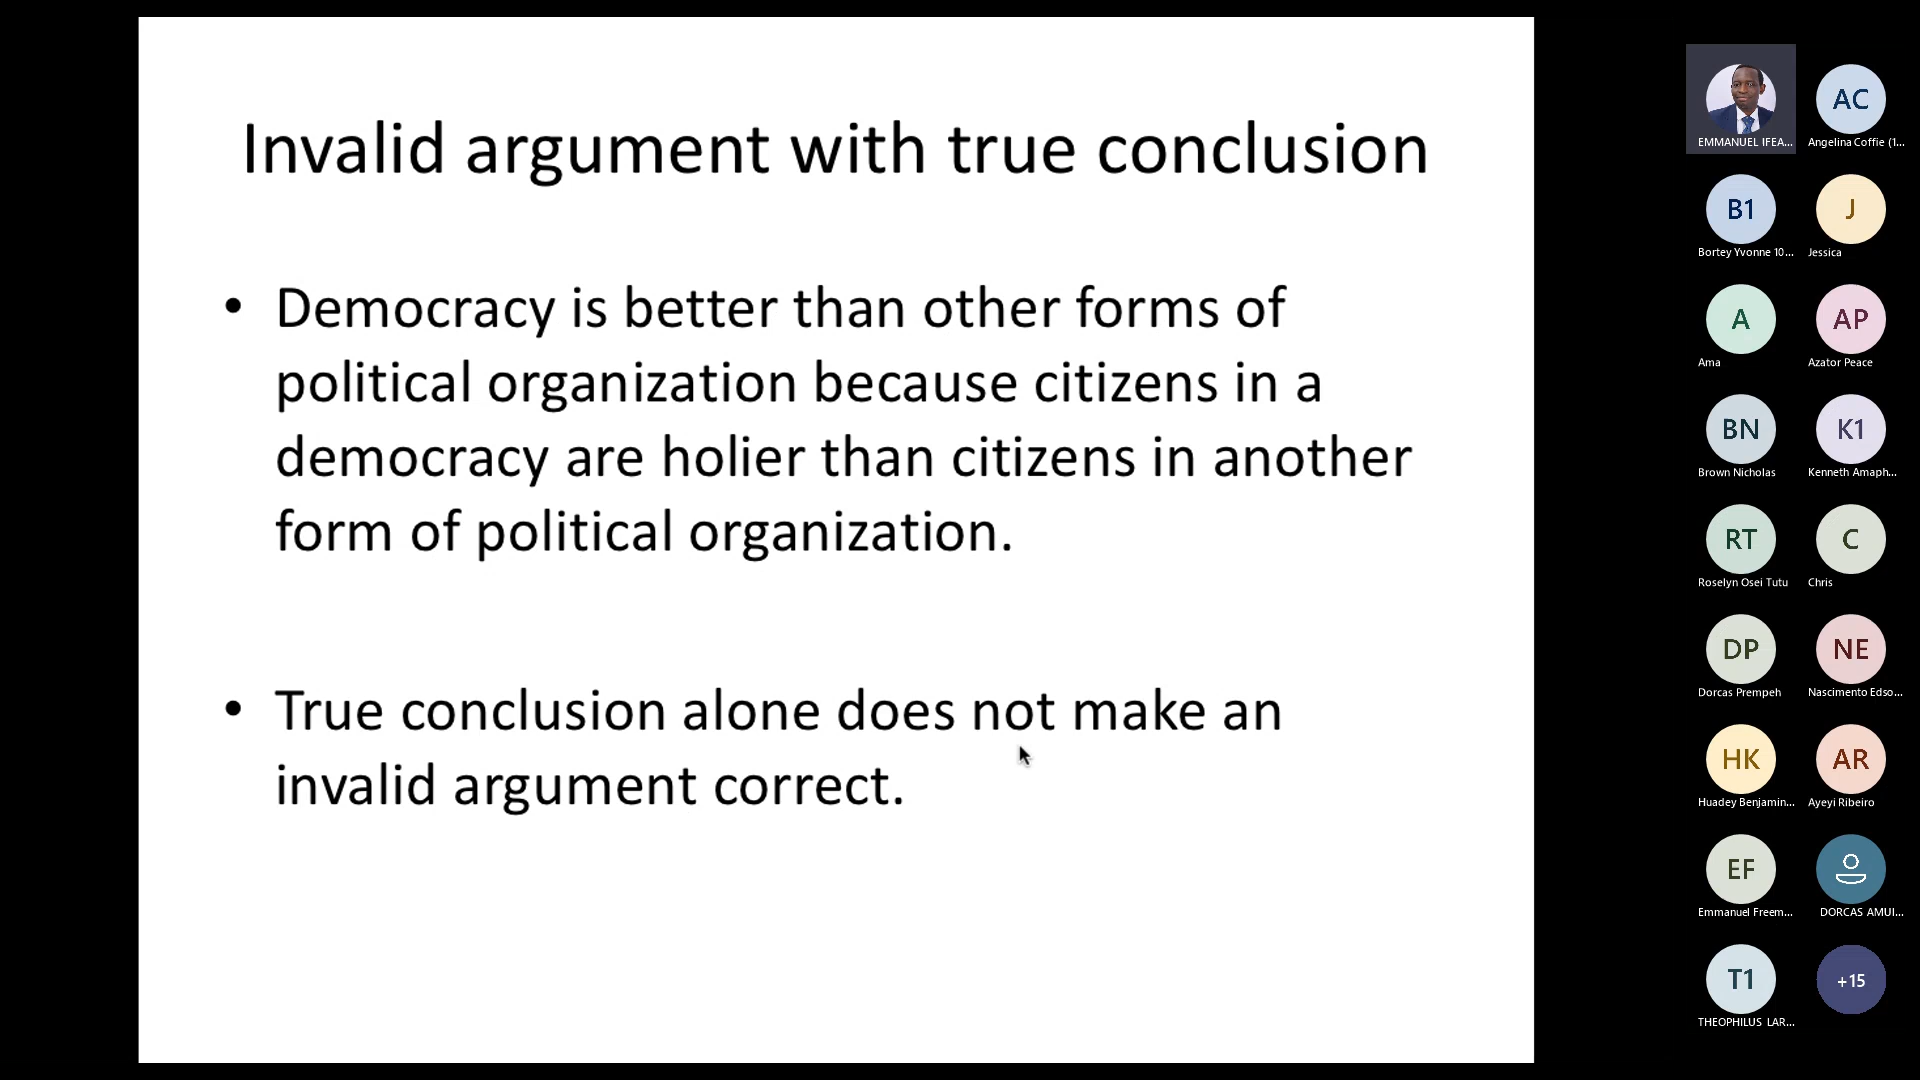 Invalid argument with true conclusion
• Democracy is better than other forms of
political organization because citizens in a
democracy are holier than citizens in another
form of political organization.
• True conclusion alone does not make an
invalid argument correct.
EMMANUEL IFEA...
AC
Angelina Coffie (1...
B1
Bortey Yvonne 10...
J
Jessica
A
Ama
AP
Azator Peace
BN
Brown Nicholas
K1
Kenneth Amaph...
RT
Roselyn Osei Tutu
C
Chris
DP
Dorcas Prempeh
NE
Nascimento Edso...
HK
Huadey Benjamin...
AR
Ayeyi Ribeiro
EF
Emmanuel Freem...
DORCAS AMUI...
T1
THEOPHILUS LAR...
+15